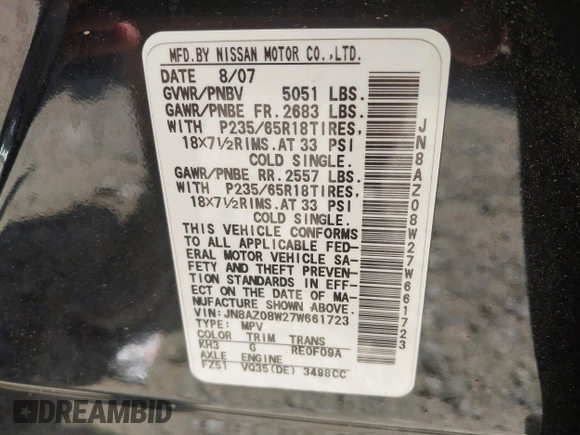 MFD.BY NISSAN MOTOR CO.,LTD.
DATE 8/07
GVWR/PNBV 5051 LBS.
GAWR/PNBE FR.2683 LBS.
WITH P235/65R18TIRES,
18X7½RIMS.AT 33 PSI
COLD SINGLE.
GAWR/PNBE RR.2557 LBS.
WITH P235/65R18TIRES,
18X7½RIMS.AT 33 PSI
COLD SINGLE.
THIS VEHICLE CONFORMS
TO ALL APPLICABLE FED-
ERAL MOTOR VEHICLE SA-
FETY AND THEFT PREVEN-
TION STANDARDS IN EFF-
ECT ON THE DATE OF MA-
NUFACTURE SHOWN ABOVE.
VIN:JN8AZ08W27W661723
TYPE: MPV
COLOR TRIM TRANS
KH3 G RE0F09A
AXLE ENGINE
FZ51 VQ35(DE) 3498CC
JN8AZ08W27W661723
DREAMBID